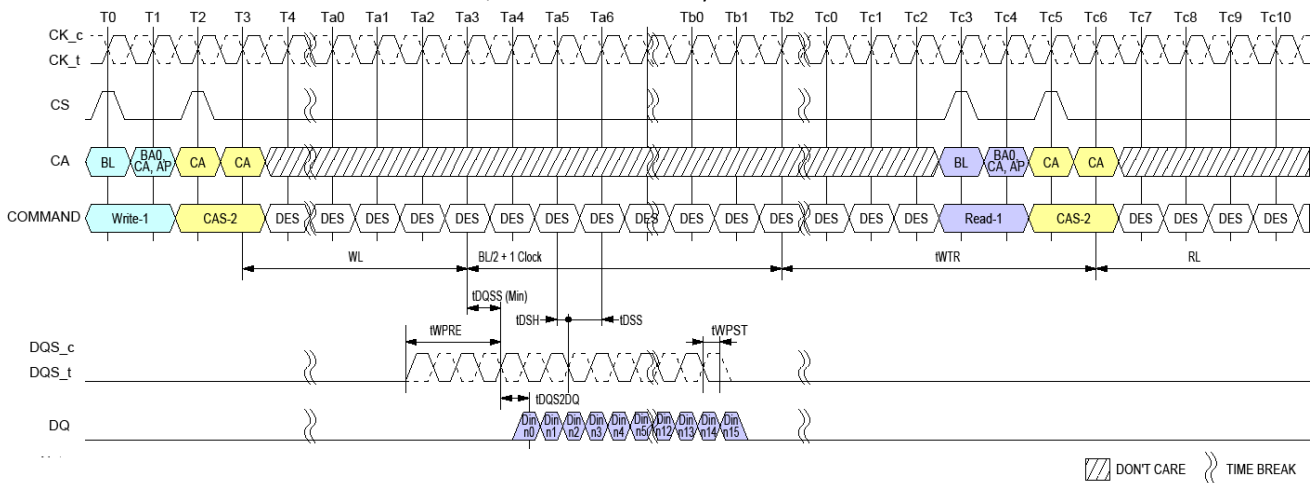 T0 T1 T2 T3 T4 Ta0 Ta1 Ta2 Ta3 Ta4 Ta5 Ta6 Tb0 Tb1 Tb2 Tc0 Tc1 Tc2 Tc3 Tc4 Tc5 Tc6 Tc7 Tc8 Tc9 Tc10
CK_c
CK_t
CS
CA BL BA0, CA, AP CA CA BL BA0, CA, AP CA CA
COMMAND Write-1 CAS-2 DES DES DES DES DES DES DES DES DES DES DES DES DES DES DES Read-1 CAS-2 DES DES DES DES
WL BL/2 + 1 Clock tWTR RL
tDQSS (Min)
tDSH tDSS
tWPRE tWPST
DQS_c
DQS_t
tDQS2DQ
DQ Din n0 Din n1 Din n2 Din n3 Din n4 Din n5 Din n12 Din n13 Din n14 Din n15
DON'T CARE TIME BREAK